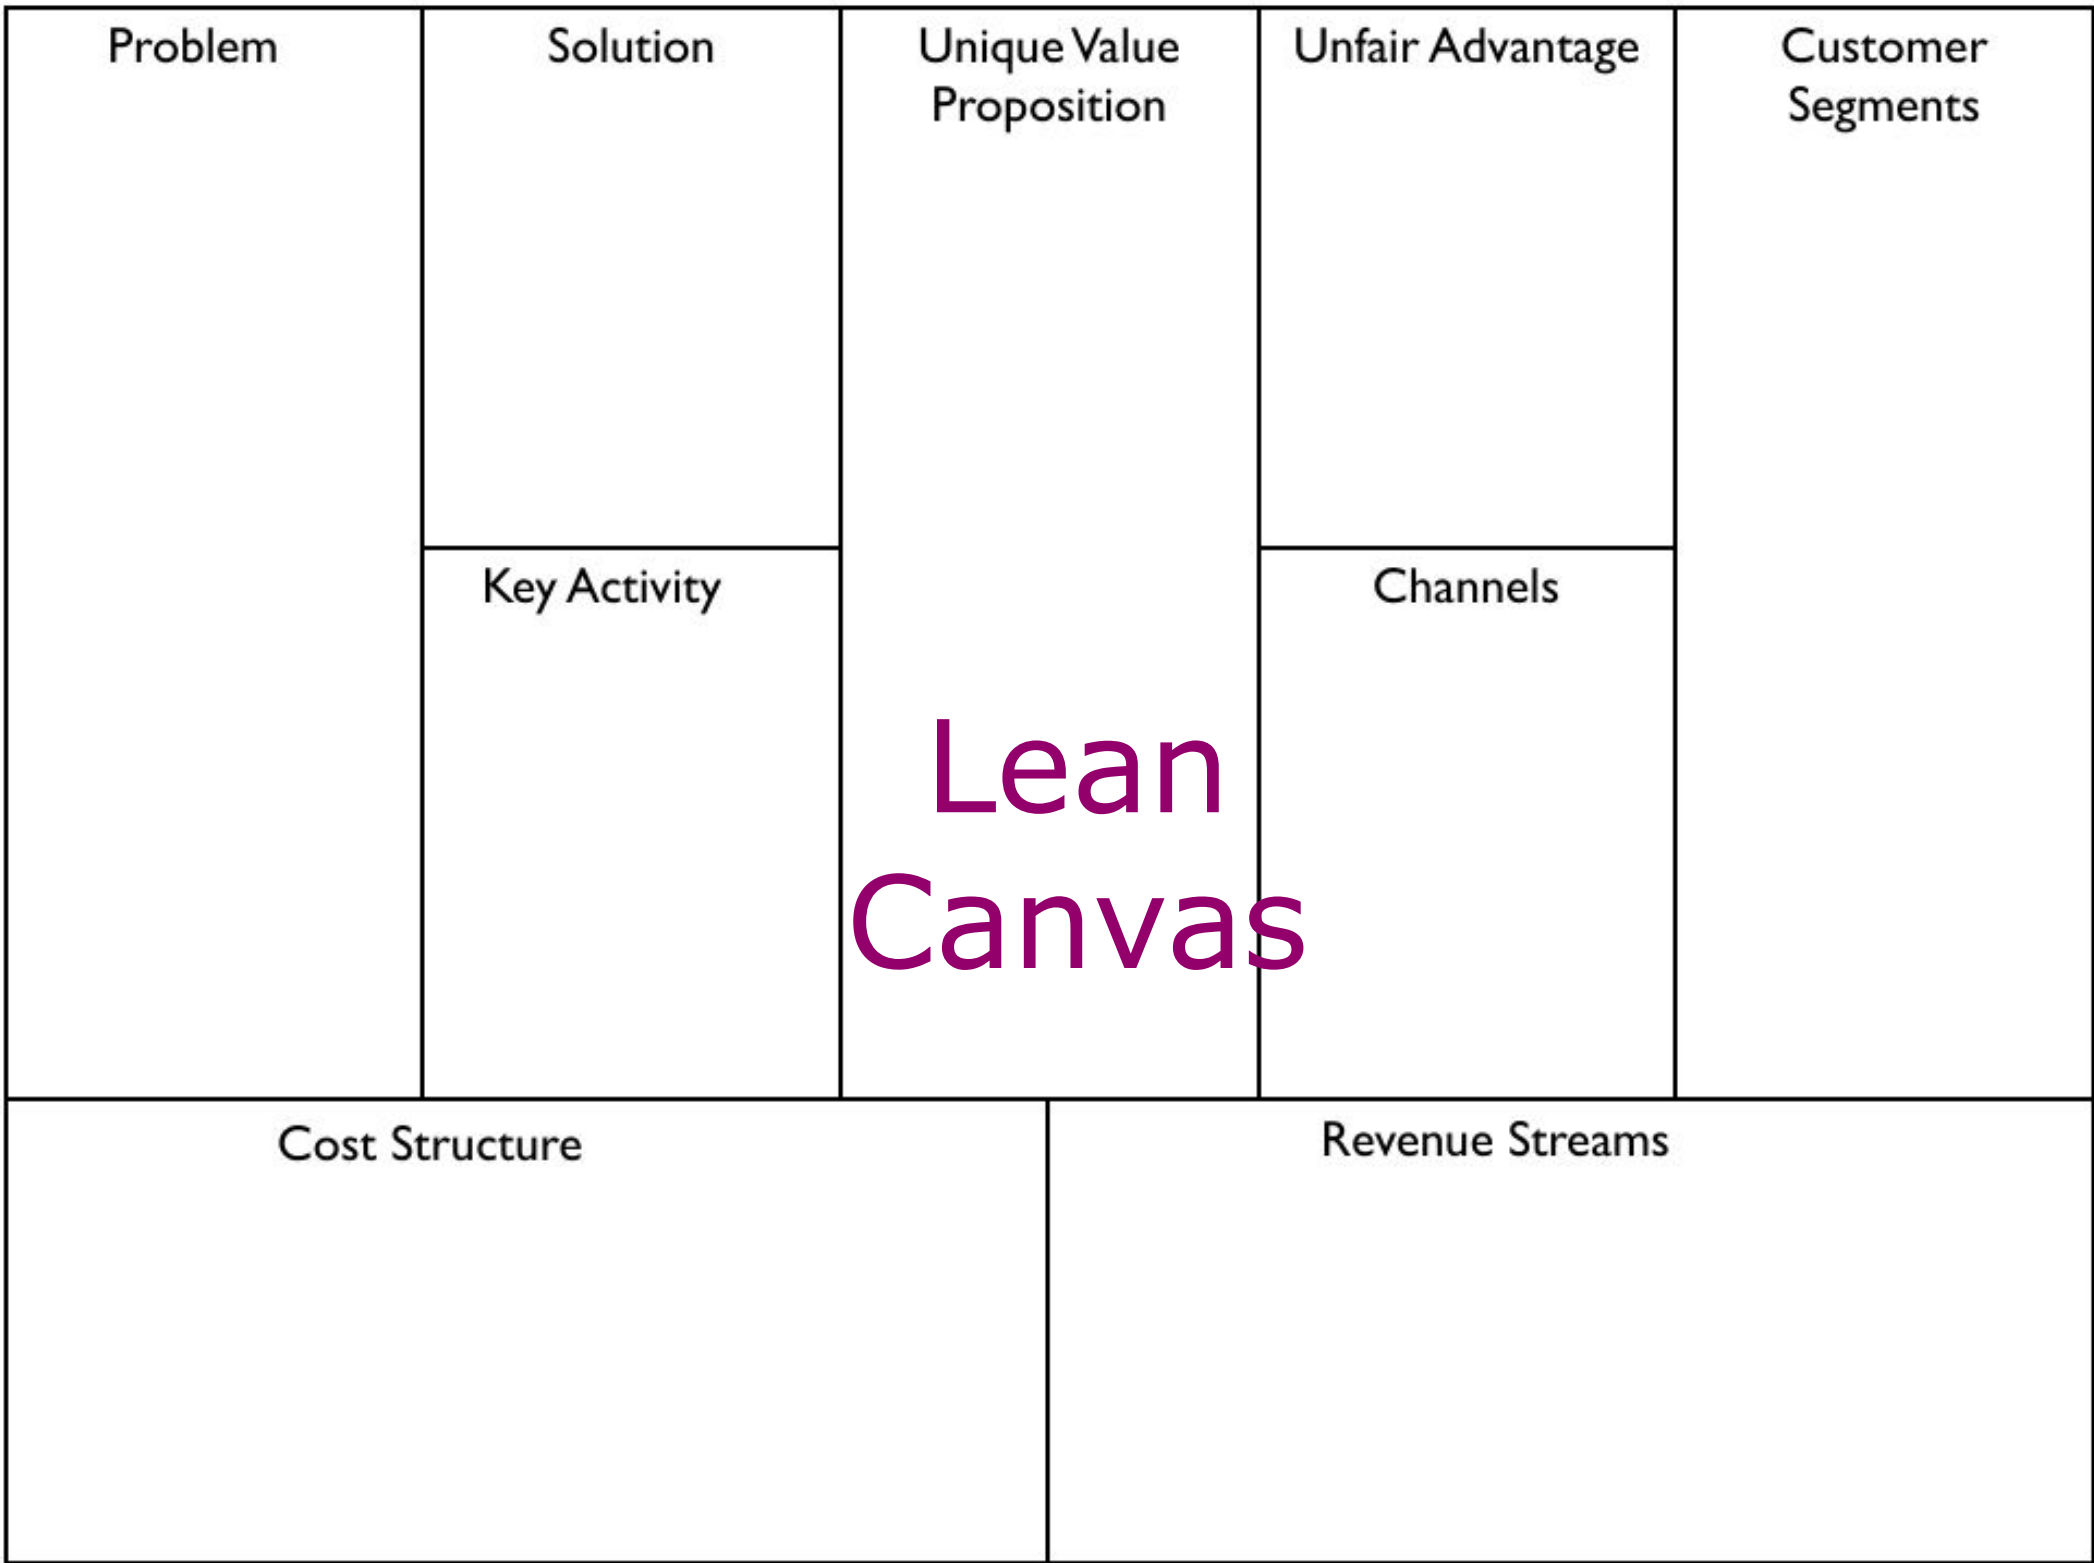 Problem
Solution
Unique Value
Proposition
Unfair Advantage
Customer
Segments
Key Activity
Channels
Lean
Canvas
Cost Structure
Revenue Streams